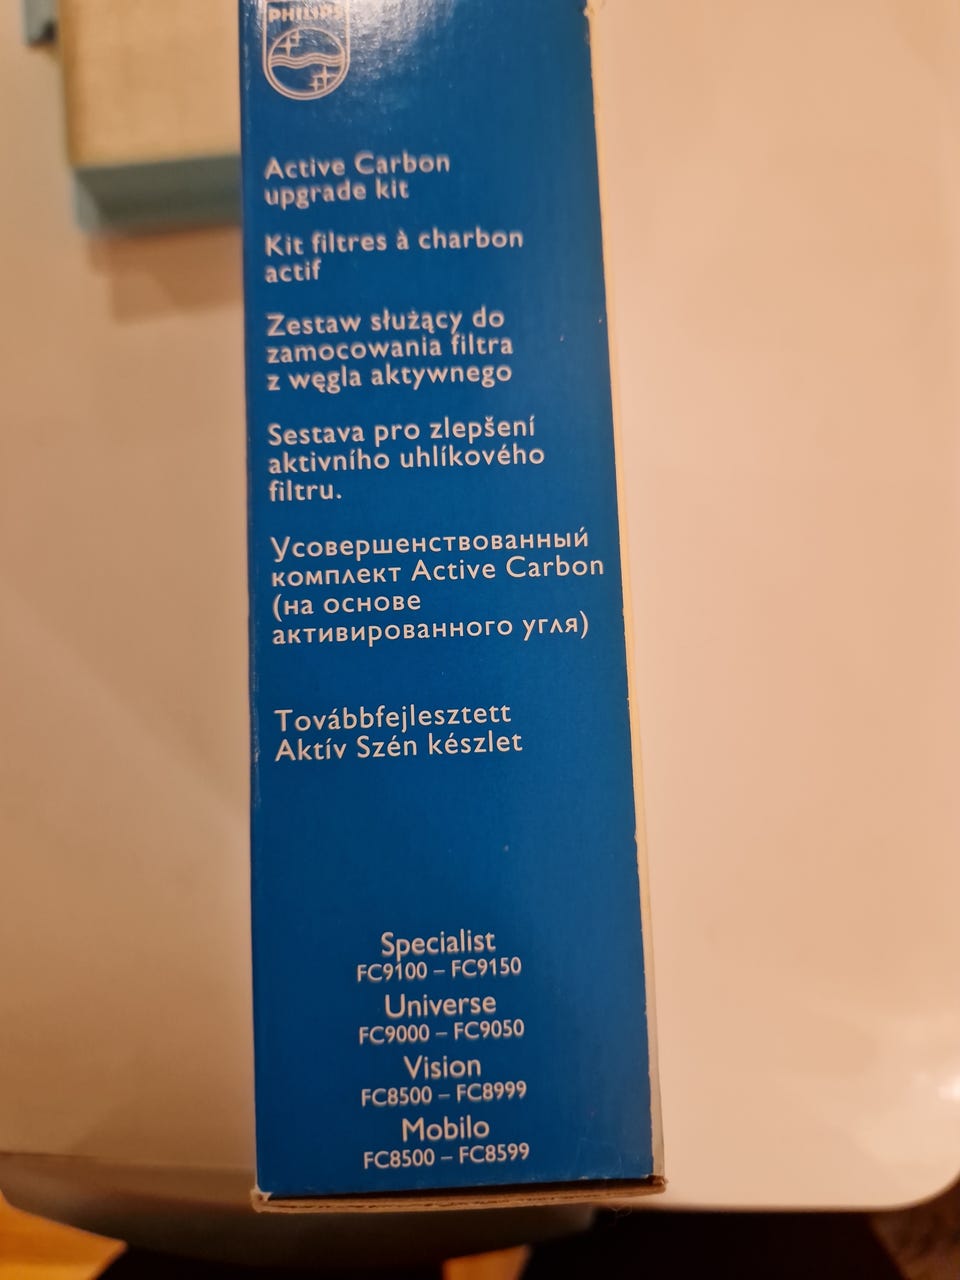 PHILIPS
Active Carbon
upgrade kit
Kit filtres à charbon
actif
Zestaw służący do
zamocowania filtra
z węgla aktywnego
Sestava pro zlepšení
aktivního uhlíkového
filtru.
Усовершенствованный
комплект Active Carbon
(на основе
активированного угля)
Továbbfejlesztett
Aktív Szén készlet
Specialist
FC9100 – FC9150
Universe
FC9000 – FC9050
Vision
FC8500 – FC8999
Mobilo
FC8500 – FC8599